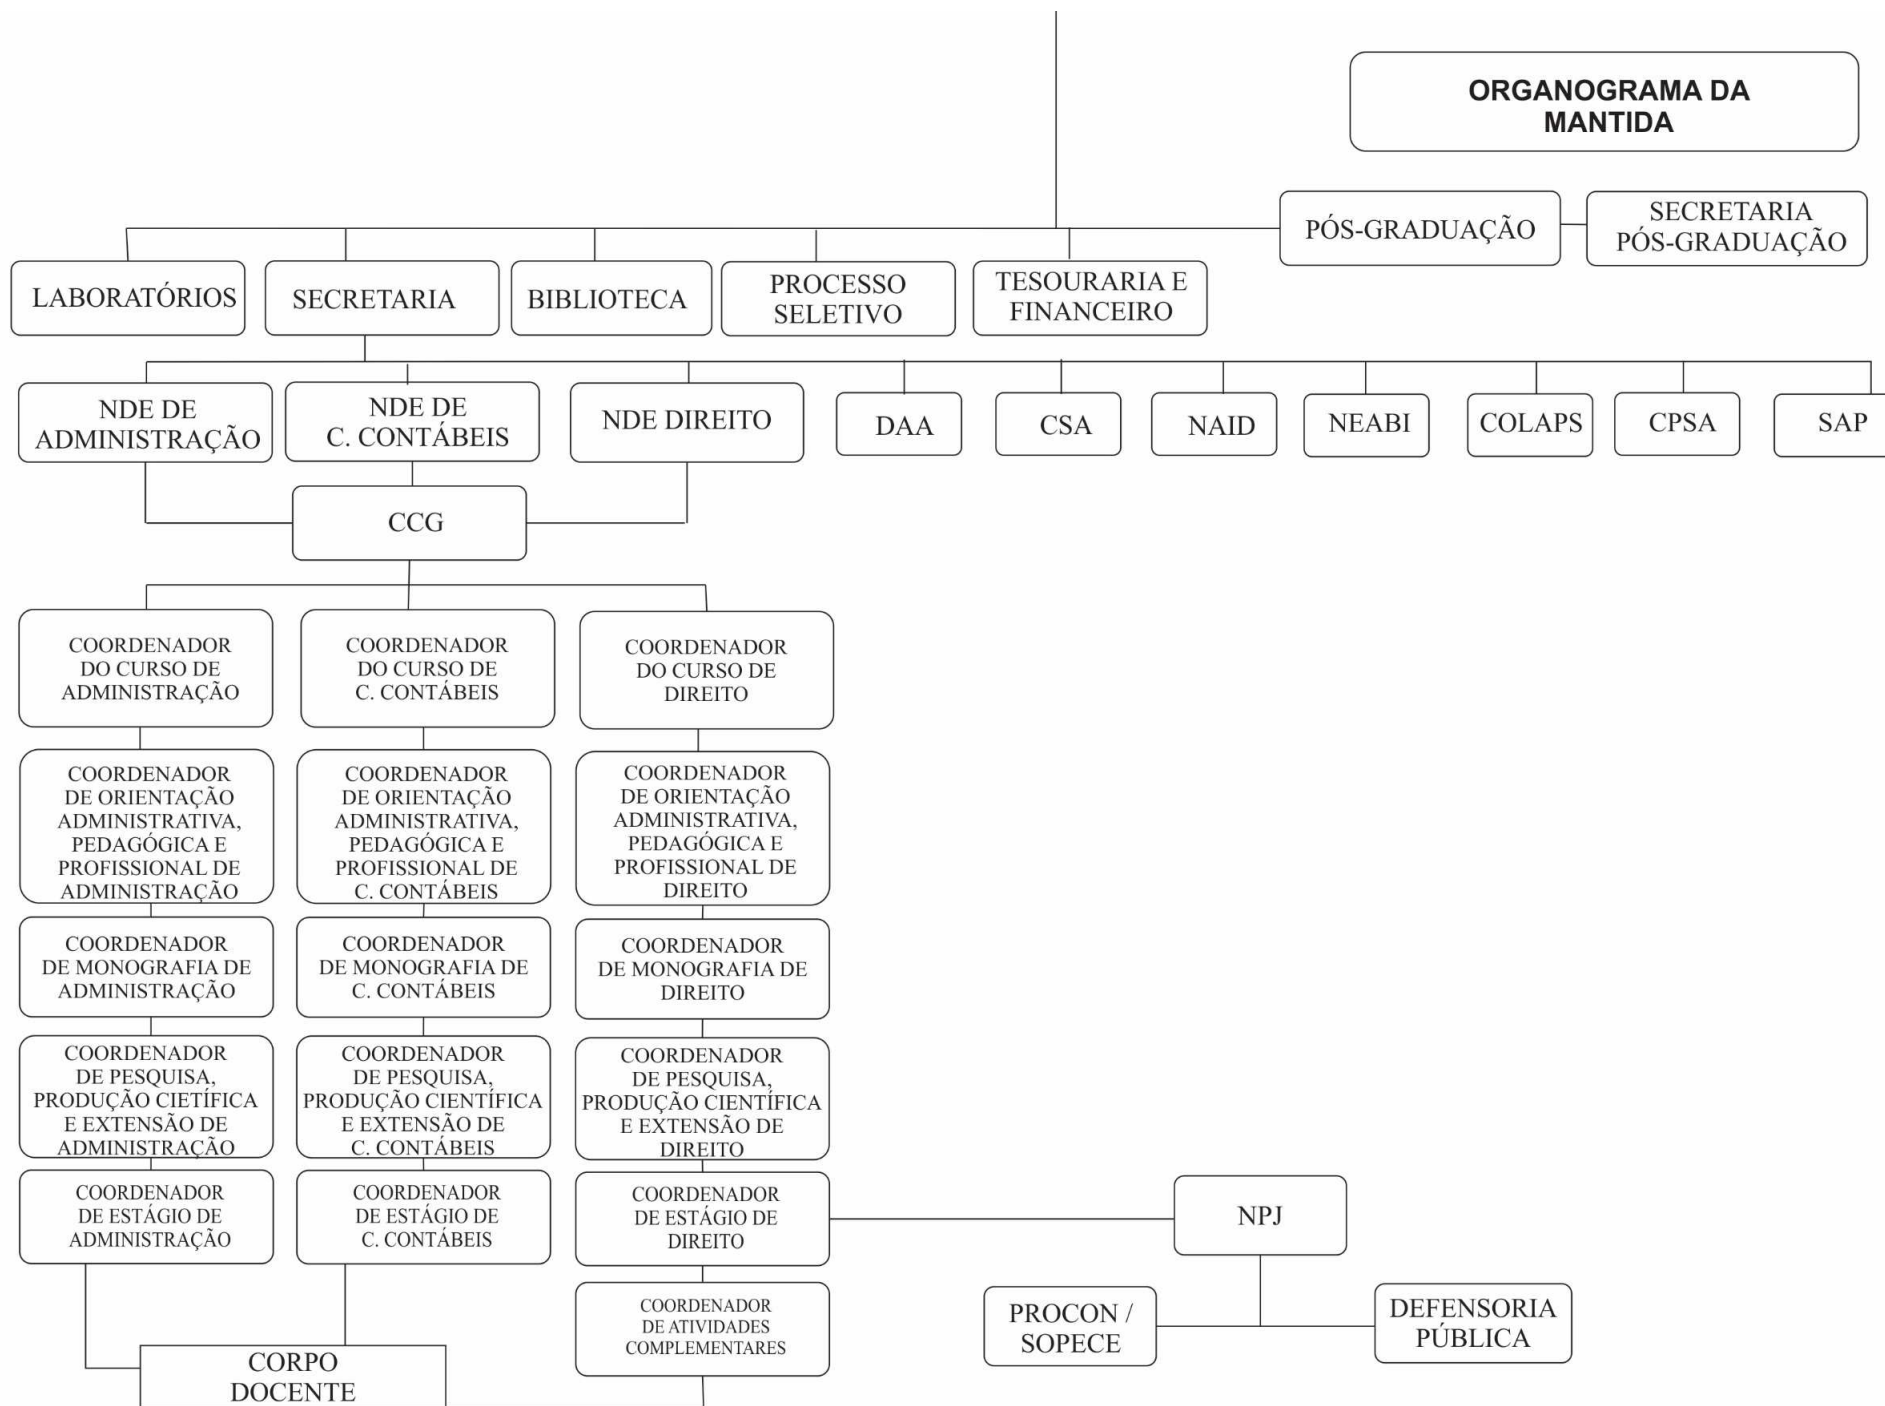 ORGANOGRAMA DA
MANTIDA
PÓS-GRADUAÇÃO
SECRETARIA
PÓS-GRADUAÇÃO
LABORATÓRIOS
SECRETARIA
BIBLIOTECA
PROCESSO
SELETIVO
TESOURARIA E
FINANCEIRO
NDE DE
ADMINISTRAÇÃO
NDE DE
C. CONTÁBEIS
NDE DIREITO
DAA
CSA
NAID
NEABI
COLAPS
CPSA
SAP
CCG
COORDENADOR
DO CURSO DE
ADMINISTRAÇÃO
COORDENADOR
DO CURSO DE
C. CONTÁBEIS
COORDENADOR
DO CURSO DE
DIREITO
COORDENADOR
DE ORIENTAÇÃO
ADMINISTRATIVA,
PEDAGÓGICA E
PROFISSIONAL DE
ADMINISTRAÇÃO
COORDENADOR
DE ORIENTAÇÃO
ADMINISTRATIVA,
PEDAGÓGICA E
PROFISSIONAL DE
C. CONTÁBEIS
COORDENADOR
DE ORIENTAÇÃO
ADMINISTRATIVA,
PEDAGÓGICA E
PROFISSIONAL DE
DIREITO
COORDENADOR
DE MONOGRAFIA DE
ADMINISTRAÇÃO
COORDENADOR
DE MONOGRAFIA DE
C. CONTÁBEIS
COORDENADOR
DE MONOGRAFIA DE
DIREITO
COORDENADOR
DE PESQUISA,
PRODUÇÃO CIETÍFICA
E EXTENSÃO DE
ADMINISTRAÇÃO
COORDENADOR
DE PESQUISA,
PRODUÇÃO CIENTÍFICA
E EXTENSÃO DE
C. CONTÁBEIS
COORDENADOR
DE PESQUISA,
PRODUÇÃO CIENTÍFICA
E EXTENSÃO DE
DIREITO
COORDENADOR
DE ESTÁGIO DE
ADMINISTRAÇÃO
COORDENADOR
DE ESTÁGIO DE
C. CONTÁBEIS
COORDENADOR
DE ESTÁGIO DE
DIREITO
NPJ
COORDENADOR
DE ATIVIDADES
COMPLEMENTARES
PROCON /
SOPECE
DEFENSORIA
PÚBLICA
CORPO
DOCENTE